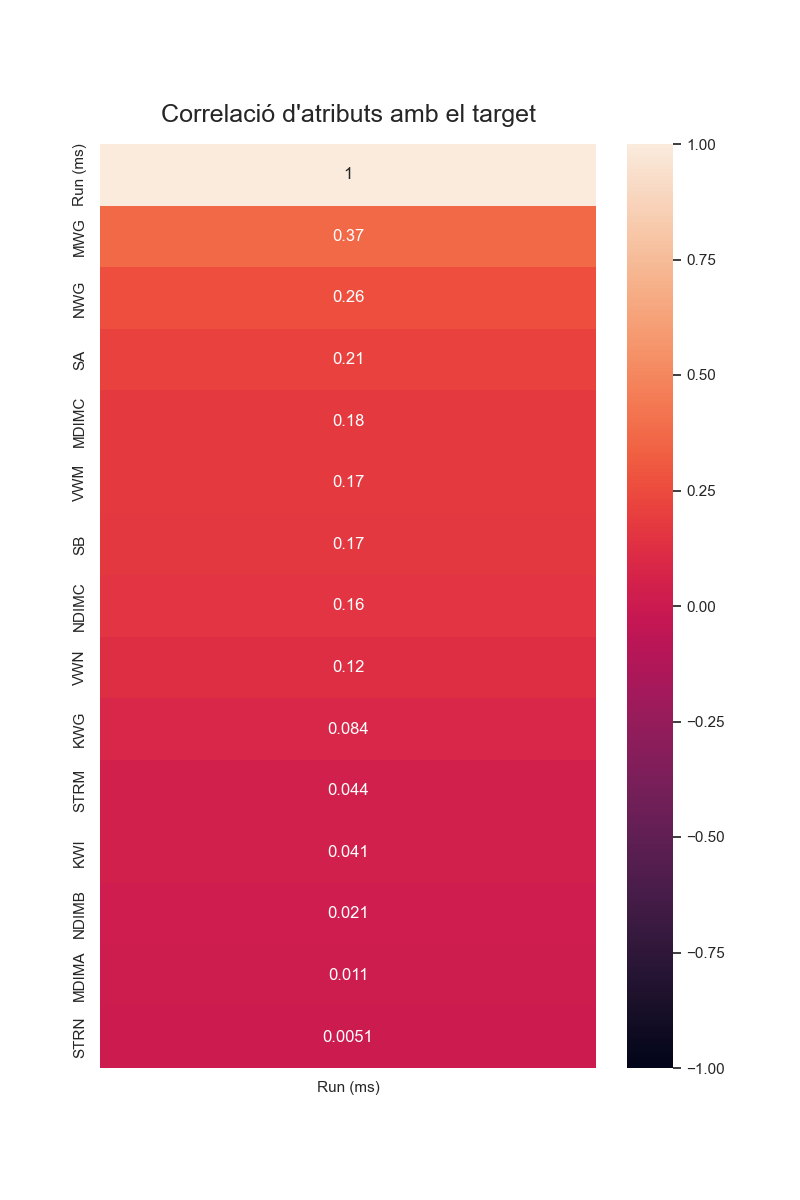 Correlació d'atributs amb el target
Run (ms)
1
MWG
0.37
NWG
0.26
SA
0.21
MDIMC
0.18
VWM
0.17
SB
0.17
NDIMC
0.16
VWN
0.12
KWG
0.084
STRM
0.044
KWI
0.041
NDIMB
0.021
MDIMA
0.011
STRN
0.0051
Run (ms)
1.00
0.75
0.50
0.25
0.00
−0.25
−0.50
−0.75
−1.00